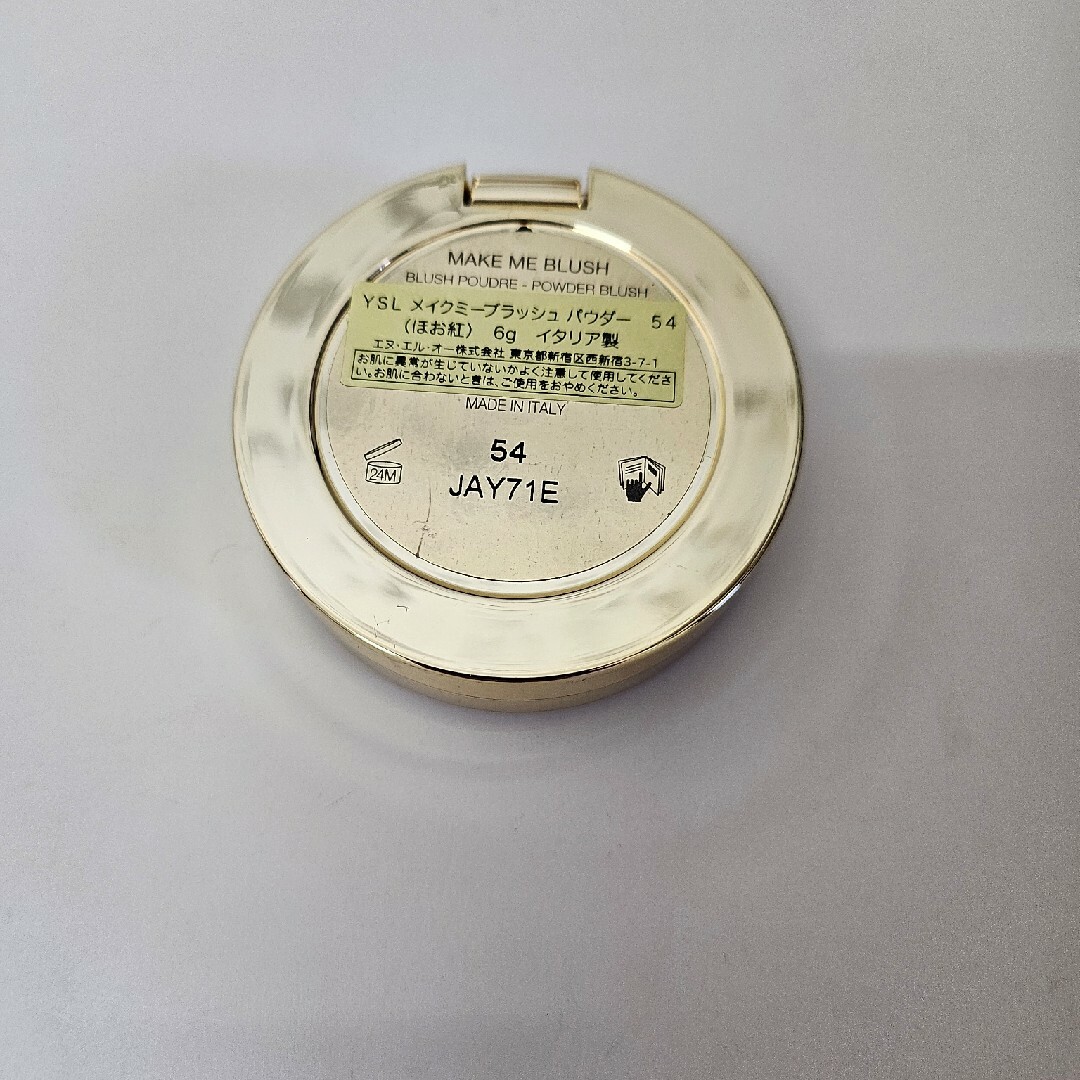 MAKE ME BLUSH
BLUSH POUDRE - POWDER BLUSH
YSL メイクミーブラッシュ パウダー 54
（ほお紅） 6g イタリア製
エヌ・エル・オー株式会社 東京都新宿区西新宿3-7-1
お肌に異常が生じていないかよく注意して使用してくださ
い。お肌に合わないときは、ご使用をおやめください。
MADE IN ITALY
54
24M
JAY71E